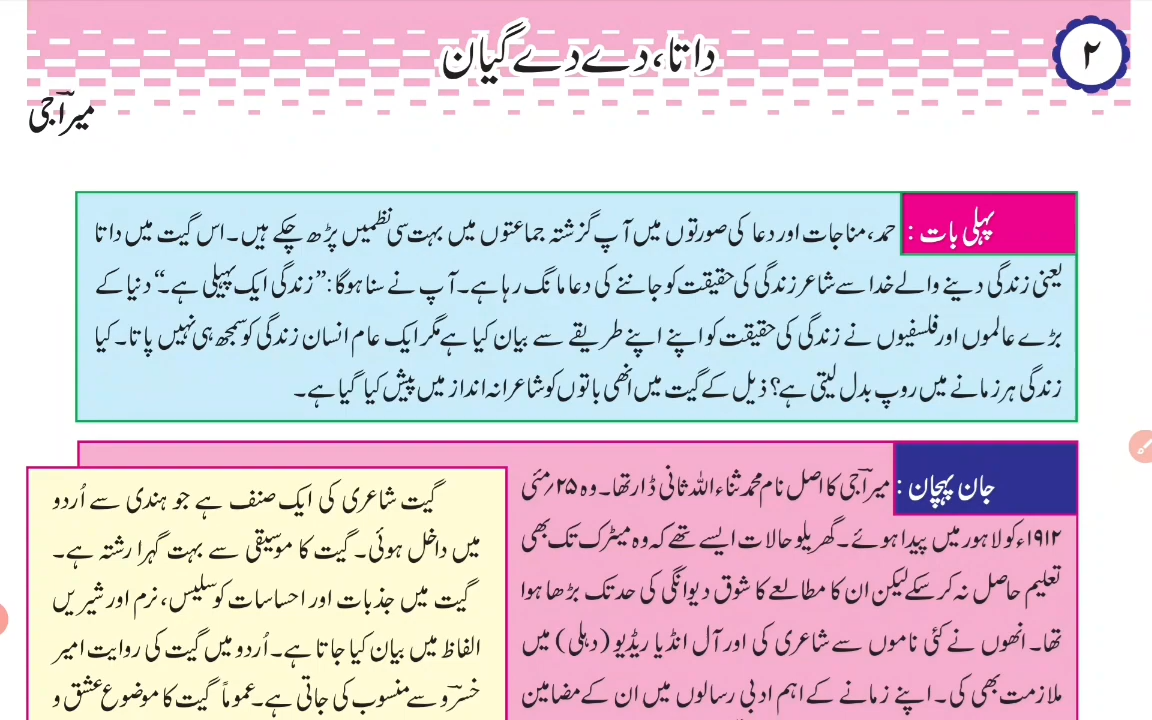 ۲
داتا، دے دے گیان
میراؔجی
پہلی بات : حمد، مناجات اور دعا کی صورتوں میں آپ گزشتہ جماعتوں میں بہت سی نظمیں پڑھ چکے ہیں۔ اس گیت میں داتا
یعنی زندگی دینے والے خدا سے شاعر زندگی کی حقیقت کو جاننے کی دعا مانگ رہا ہے۔ آپ نے سنا ہوگا: ”زندگی ایک پہیلی ہے۔“ دنیا کے
بڑے عالموں اور فلسفیوں نے زندگی کی حقیقت کو اپنے اپنے طریقے سے بیان کیا ہے مگر ایک عام انسان زندگی کو سمجھ ہی نہیں پاتا۔ کیا
زندگی ہر زمانے میں روپ بدل لیتی ہے؟ ذیل کے گیت میں انھی باتوں کو شاعرانہ انداز میں پیش کیا گیا ہے۔
جان پہچان : میراؔجی کا اصل نام محمد ثناء اللہ ثانی ڈار تھا۔ وہ ۲۵؍مئی
۱۹۱۲ء کو لاہور میں پیدا ہوئے۔ گھریلو حالات ایسے تھے کہ وہ میٹرک تک بھی
تعلیم حاصل نہ کر سکے لیکن ان کا مطالعے کا شوق دیوانگی کی حد تک بڑھا ہوا
تھا۔ انھوں نے کئی ناموں سے شاعری کی اور آل انڈیا ریڈیو (دہلی) میں
ملازمت بھی کی۔ اپنے زمانے کے اہم ادبی رسالوں میں ان کے مضامین
گیت شاعری کی ایک صنف ہے جو ہندی سے اُردو
میں داخل ہوئی۔ گیت کا موسیقی سے بہت گہرا رشتہ ہے۔
گیت میں جذبات اور احساسات کو سلیس، نرم اور شیریں
الفاظ میں بیان کیا جاتا ہے۔ اُردو میں گیت کی روایت امیر
خسروؔ سے منسوب کی جاتی ہے۔ عموماً گیت کا موضوع عشق و